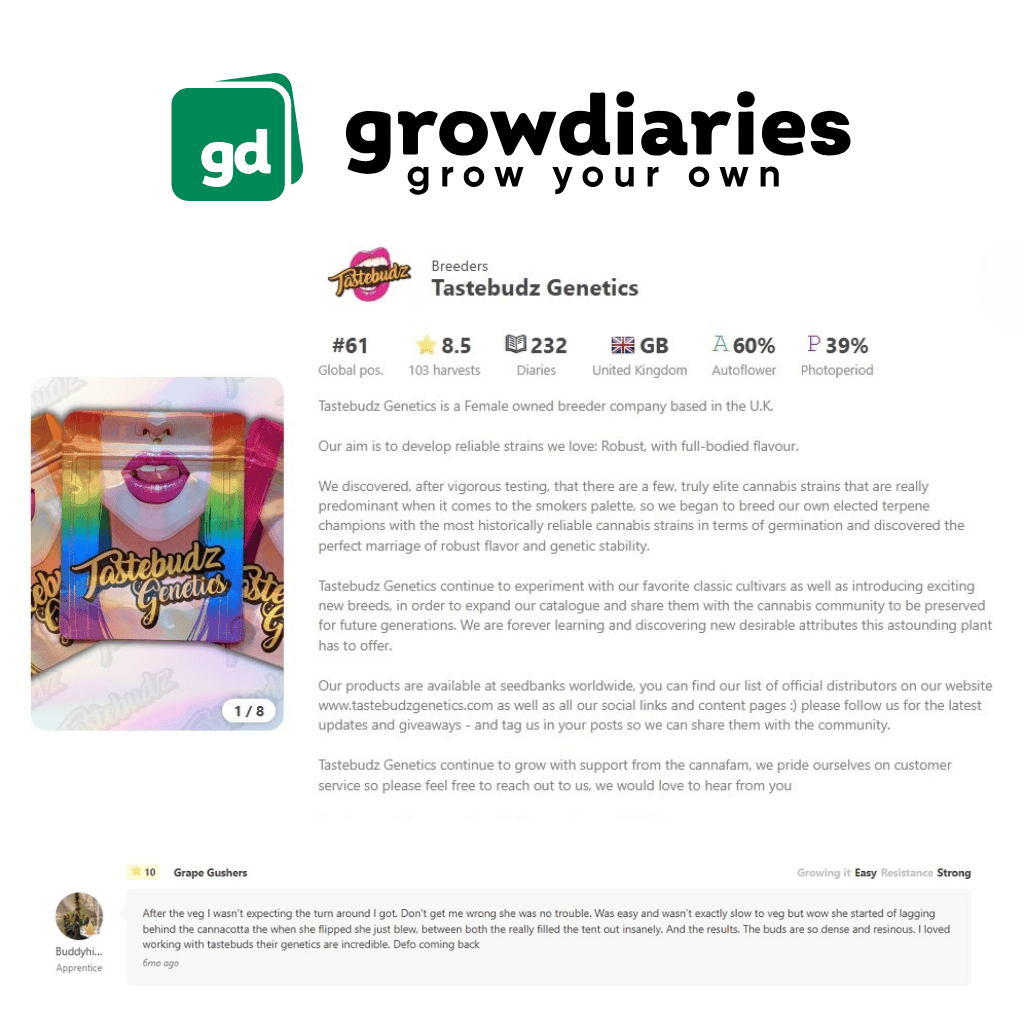 gd
growdiaries
grow your own
Tastebudz
Breeders
Tastebudz Genetics
#61
8.5
232
GB
A 60%
P 39%
Global pos.
103 harvests
Diaries
United Kingdom
Autoflower
Photoperiod
Tastebudz Genetics is a Female owned breeder company based in the U.K.
Our aim is to develop reliable strains we love: Robust, with full-bodied flavour.
We discovered, after vigorous testing, that there are a few, truly elite cannabis strains that are really
predominant when it comes to the smokers palette, so we began to breed our own elected terpene
champions with the most historically reliable cannabis strains in terms of germination and discovered the
perfect marriage of robust flavor and genetic stability.
Tastebudz Genetics continue to experiment with our favorite classic cultivars as well as introducing exciting
new breeds, in order to expand our catalogue and share them with the cannabis community to be preserved
for future generations. We are forever learning and discovering new desirable attributes this astounding plant
has to offer.
Our products are available at seedbanks worldwide, you can find our list of official distributors on our website
www.tastebudzgenetics.com as well as all our social links and content pages :) please follow us for the latest
updates and giveaways - and tag us in your posts so we can share them with the community.
Tastebudz Genetics continue to grow with support from the cannafam, we pride ourselves on customer
service so please feel free to reach out to us, we would love to hear from you
Tastebudz
Genetics
1 / 8
10
Grape Gushers
Growing it Easy Resistance Strong
After the veg I wasn't expecting the turn around I got. Don't get me wrong she was no trouble. Was easy and wasn't exactly slow to veg but wow she started of lagging
behind the cannacotta the when she flipped she just blew, between both the really filled the tent out insanely. And the results. The buds are so dense and resinous. I loved
working with tastebuds their genetics are incredible. Defo coming back
6mo ago
Buddyhi...
Apprentice